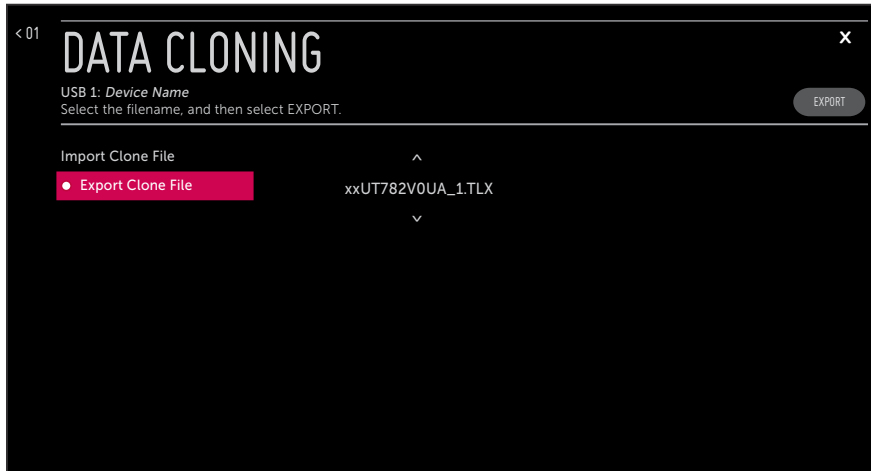 < 01
DATA CLONING
X
USB 1: Device Name
Select the filename, and then select EXPORT.
EXPORT
Import Clone File
Export Clone File
xxUT782V0UA_1.TLX